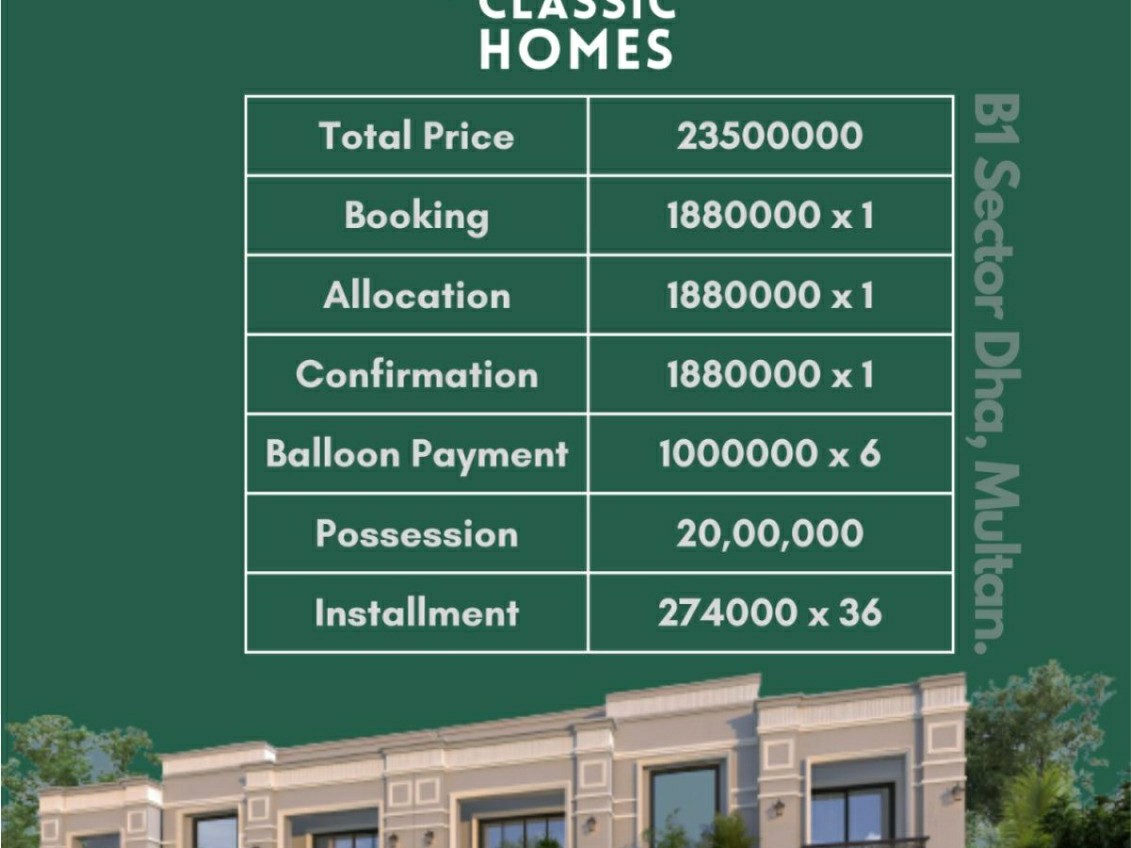 CLASSIC
HOMES
Total Price 23500000
Booking 1880000 x 1
Allocation 1880000 x 1
Confirmation 1880000 x 1
Balloon Payment 1000000 x 6
Possession 20,00,000
Installment 274000 x 36
B1 Sector Dha, Multan.